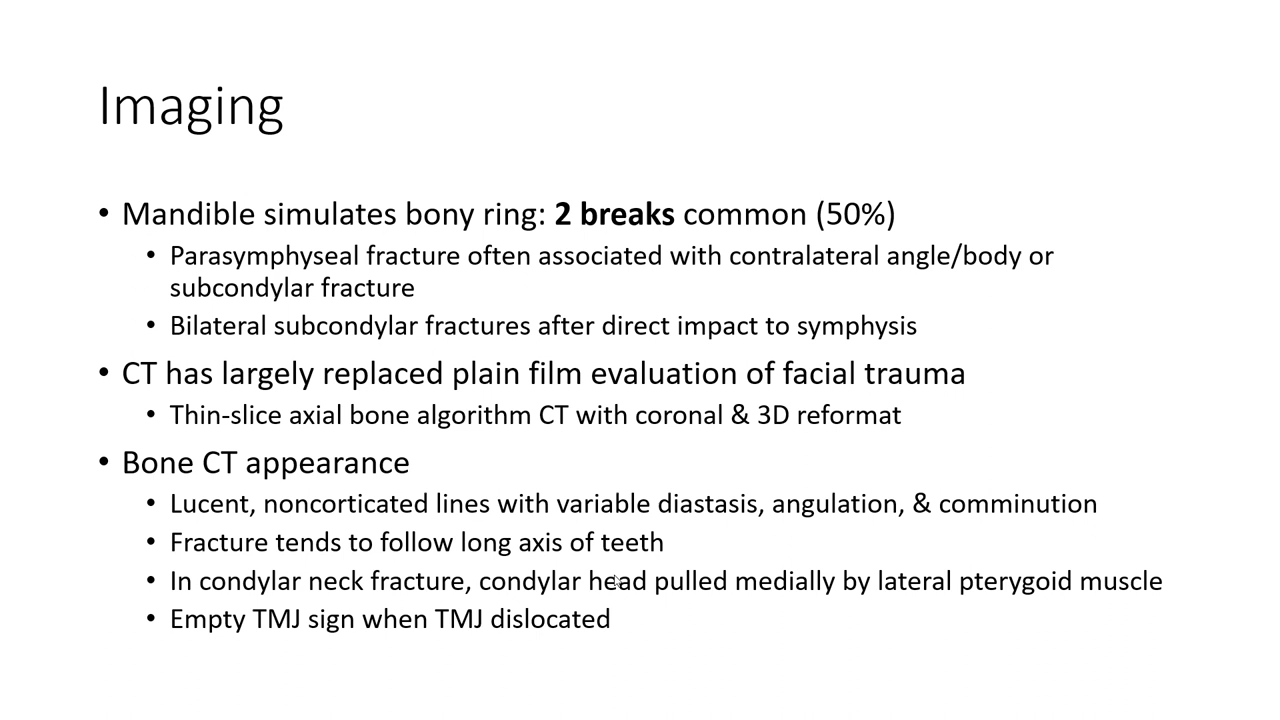 Imaging
• Mandible simulates bony ring: 2 breaks common (50%)
• Parasymphyseal fracture often associated with contralateral angle/body or
subcondylar fracture
• Bilateral subcondylar fractures after direct impact to symphysis
• CT has largely replaced plain film evaluation of facial trauma
• Thin-slice axial bone algorithm CT with coronal & 3D reformat
• Bone CT appearance
• Lucent, noncorticated lines with variable diastasis, angulation, & comminution
• Fracture tends to follow long axis of teeth
• In condylar neck fracture, condylar head pulled medially by lateral pterygoid muscle
• Empty TMJ sign when TMJ dislocated